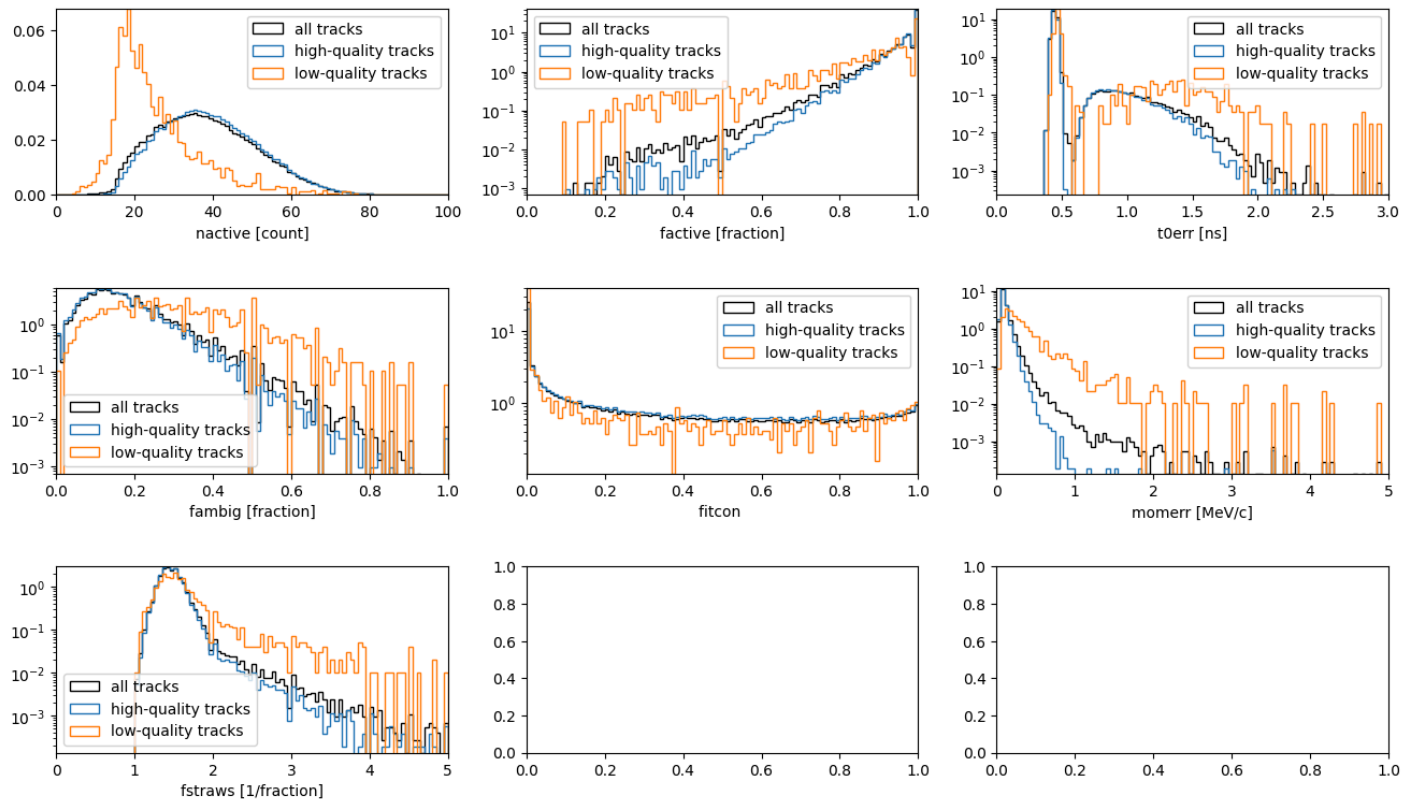 0.06
0.04
0.02
0.00
all tracks
high-quality tracks
low-quality tracks
0 20 40 60 80 100
nactive [count]
10¹
10⁰
10⁻¹
10⁻²
10⁻³
all tracks
high-quality tracks
low-quality tracks
0.0 0.2 0.4 0.6 0.8 1.0
factive [fraction]
10¹
10⁰
10⁻¹
10⁻²
10⁻³
all tracks
high-quality tracks
low-quality tracks
0.0 0.5 1.0 1.5 2.0 2.5 3.0
t0err [ns]
10⁰
10⁻¹
10⁻²
10⁻³
all tracks
high-quality tracks
low-quality tracks
0.0 0.2 0.4 0.6 0.8 1.0
fambig [fraction]
10¹
10⁰
all tracks
high-quality tracks
low-quality tracks
0.0 0.2 0.4 0.6 0.8 1.0
fitcon
10¹
10⁰
10⁻¹
10⁻²
10⁻³
all tracks
high-quality tracks
low-quality tracks
0 1 2 3 4 5
momerr [MeV/c]
10⁰
10⁻¹
10⁻²
10⁻³
all tracks
high-quality tracks
low-quality tracks
0 1 2 3 4 5
fstraws [1/fraction]
1.0
0.8
0.6
0.4
0.2
0.0
0.0 0.2 0.4 0.6 0.8 1.0
1.0
0.8
0.6
0.4
0.2
0.0
0.0 0.2 0.4 0.6 0.8 1.0